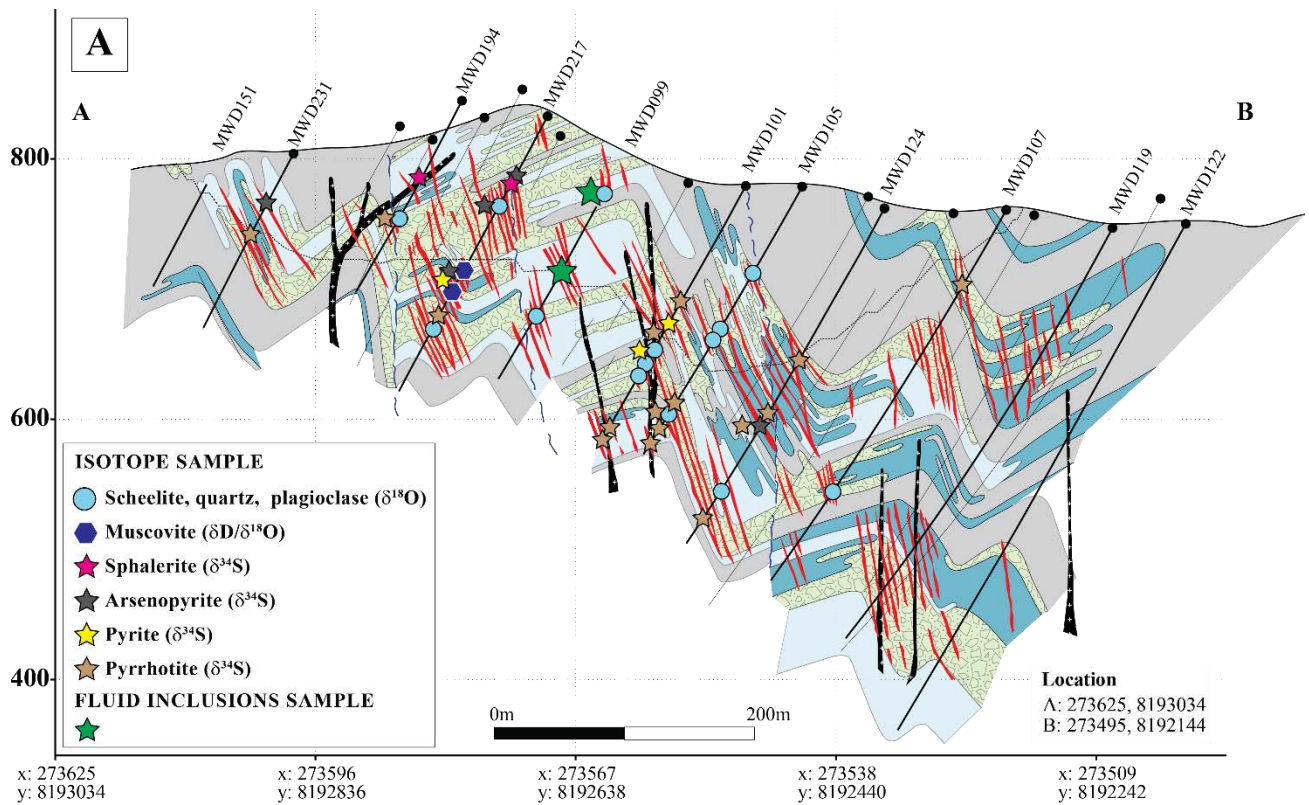 A
A
B
MWD151
MWD231
MWD194
MWD217
MWD099
MWD101
MWD105
MWD124
MWD107
MWD119
MWD122
800
600
400
ISOTOPE SAMPLE
Scheelite, quartz, plagioclase (δ¹⁸O)
Muscovite (δD/δ¹⁸O)
Sphalerite (δ³⁴S)
Arsenopyrite (δ³⁴S)
Pyrite (δ³⁴S)
Pyrrhotite (δ³⁴S)
FLUID INCLUSIONS SAMPLE
0m 200m
Location
A: 273625, 8193034
B: 273495, 8192144
x: 273625 x: 273596 x: 273567 x: 273538 x: 273509
y: 8193034 y: 8192836 y: 8192638 y: 8192440 y: 8192242